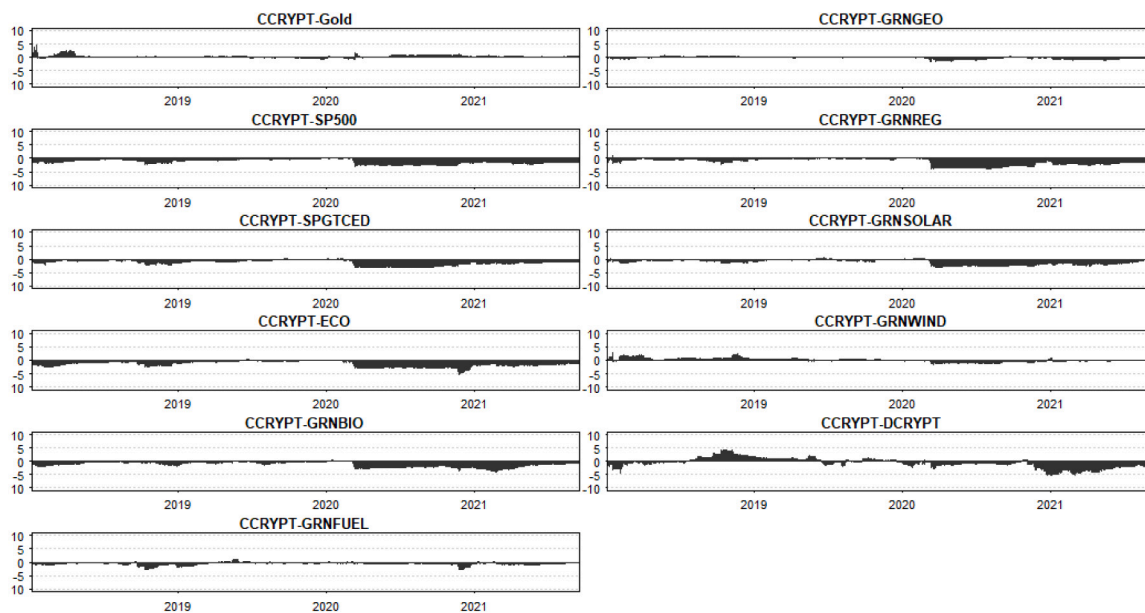 CCRYPT-Gold
10
5
0
-5
10
2019 2020 2021
CCRYPT-GRNGEO
10
5
0
-5
-10
2019 2020 2021
CCRYPT-SP500
10
5
0
-5
10
2019 2020 2021
CCRYPT-GRNREG
10
5
0
-5
-10
2019 2020 2021
CCRYPT-SPGTCED
10
5
0
-5
10
2019 2020 2021
CCRYPT-GRNSOLAR
10
5
0
-5
-10
2019 2020 2021
CCRYPT-ECO
10
5
0
-5
10
2019 2020 2021
CCRYPT-GRNWIND
10
5
0
-5
-10
2019 2020 2021
CCRYPT-GRNBIO
10
5
0
-5
10
2019 2020 2021
CCRYPT-DCRYPT
10
5
0
-5
-10
2019 2020 2021
CCRYPT-GRNFUEL
10
5
0
-5
10
2019 2020 2021